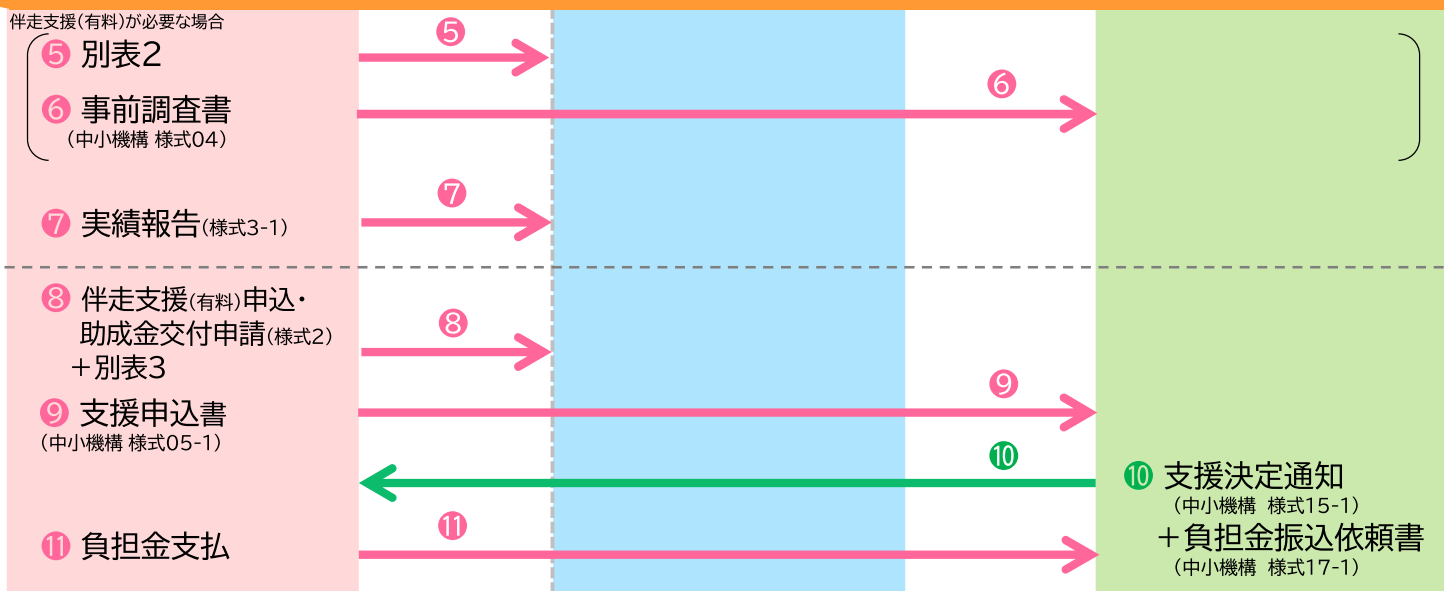 伴走支援(有料)が必要な場合
❺ 別表2
❺
❻
❻ 事前調査書
(中小機構 様式04)
❼
❼ 実績報告(様式3-1)
❽ 伴走支援(有料)申込・
助成金交付申請(様式2)
+別表3
❽
❾
❾ 支援申込書
(中小機構 様式05-1)
❿
❿ 支援決定通知
(中小機構 様式15-1)
+負担金振込依頼書
(中小機構 様式17-1)
⓫
⓫ 負担金支払